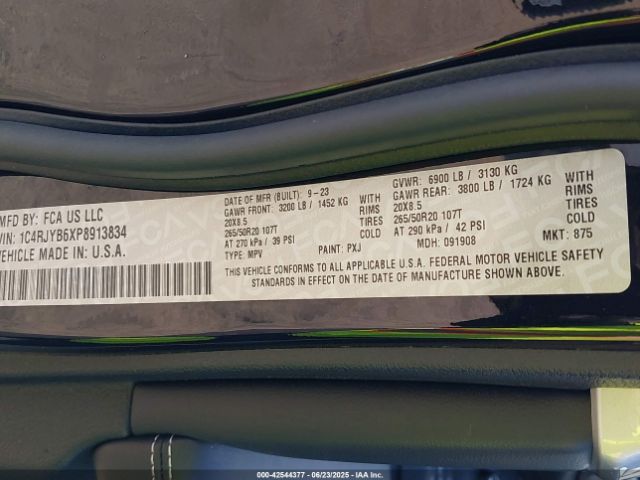 MFD BY: FCA US LLC
VIN: 1C4RJYB6XP8913834
VEHICLE MADE IN: U.S.A.
DATE OF MFR (BUILT): 9-23
GAWR FRONT: 3200 LB / 1452 KG
20X8.5
265/50R20 107T
AT 270 kPa / 39 PSI
TYPE: MPV
WITH
RIMS
TIRES
COLD
PAINT: PXJ
GVWR: 6900 LB / 3130 KG
GAWR REAR: 3800 LB / 1724 KG
20X8.5
265/50R20 107T
AT 290 kPa / 42 PSI
MDH: 091908
WITH
RIMS
TIRES
COLD
MKT: 875
THIS VEHICLE CONFORMS TO ALL APPLICABLE U.S.A. FEDERAL MOTOR VEHICLE SAFETY
STANDARDS IN EFFECT ON THE DATE OF MANUFACTURE SHOWN ABOVE.
000-42544377 - 06/23/2025 - IAA Corp.